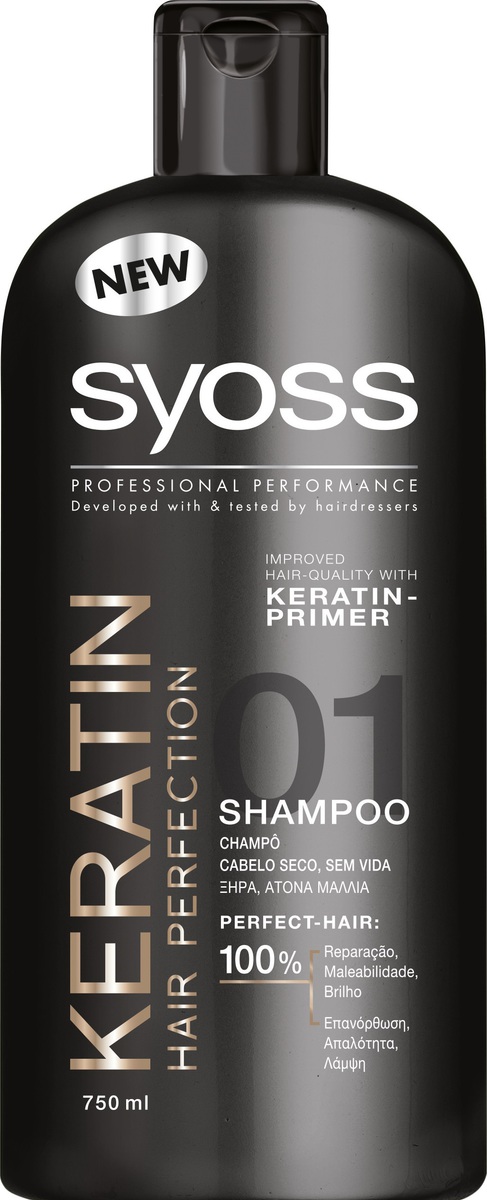 NEW
syoss
PROFESSIONAL PERFORMANCE
Developed with & tested by hairdressers
IMPROVED
HAIR-QUALITY WITH
KERATIN-
PRIMER
KERATIN
HAIR PERFECTION
01
SHAMPOO
CHAMPÔ
CABELO SECO, SEM VIDA
ΞΗΡΑ, ΑΤΟΝΑ ΜΑΛΛΙΑ
PERFECT-HAIR:
100%
Reparação,
Maleabilidade,
Brilho
Επανόρθωση,
Απαλότητα,
Λάμψη
750 ml